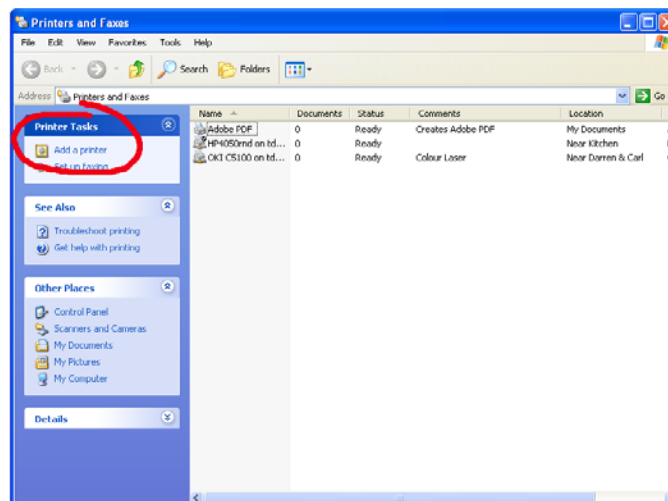 Printers and Faxes
File Edit View Favorites Tools Help
Back Search Folders
Address Printers and Faxes Go
Name Documents Status Comments Location
Adobe PDF 0 Ready Creates Adobe PDF My Documents
HP4050rnd on td... 0 Ready Near Kitchen
OKI C5100 on td... 0 Ready Colour Laser Near Darren & Carl
Printer Tasks
Add a printer
Set up faxing
See Also
Troubleshoot printing
Get help with printing
Other Places
Control Panel
Scanners and Cameras
My Documents
My Pictures
My Computer
Details